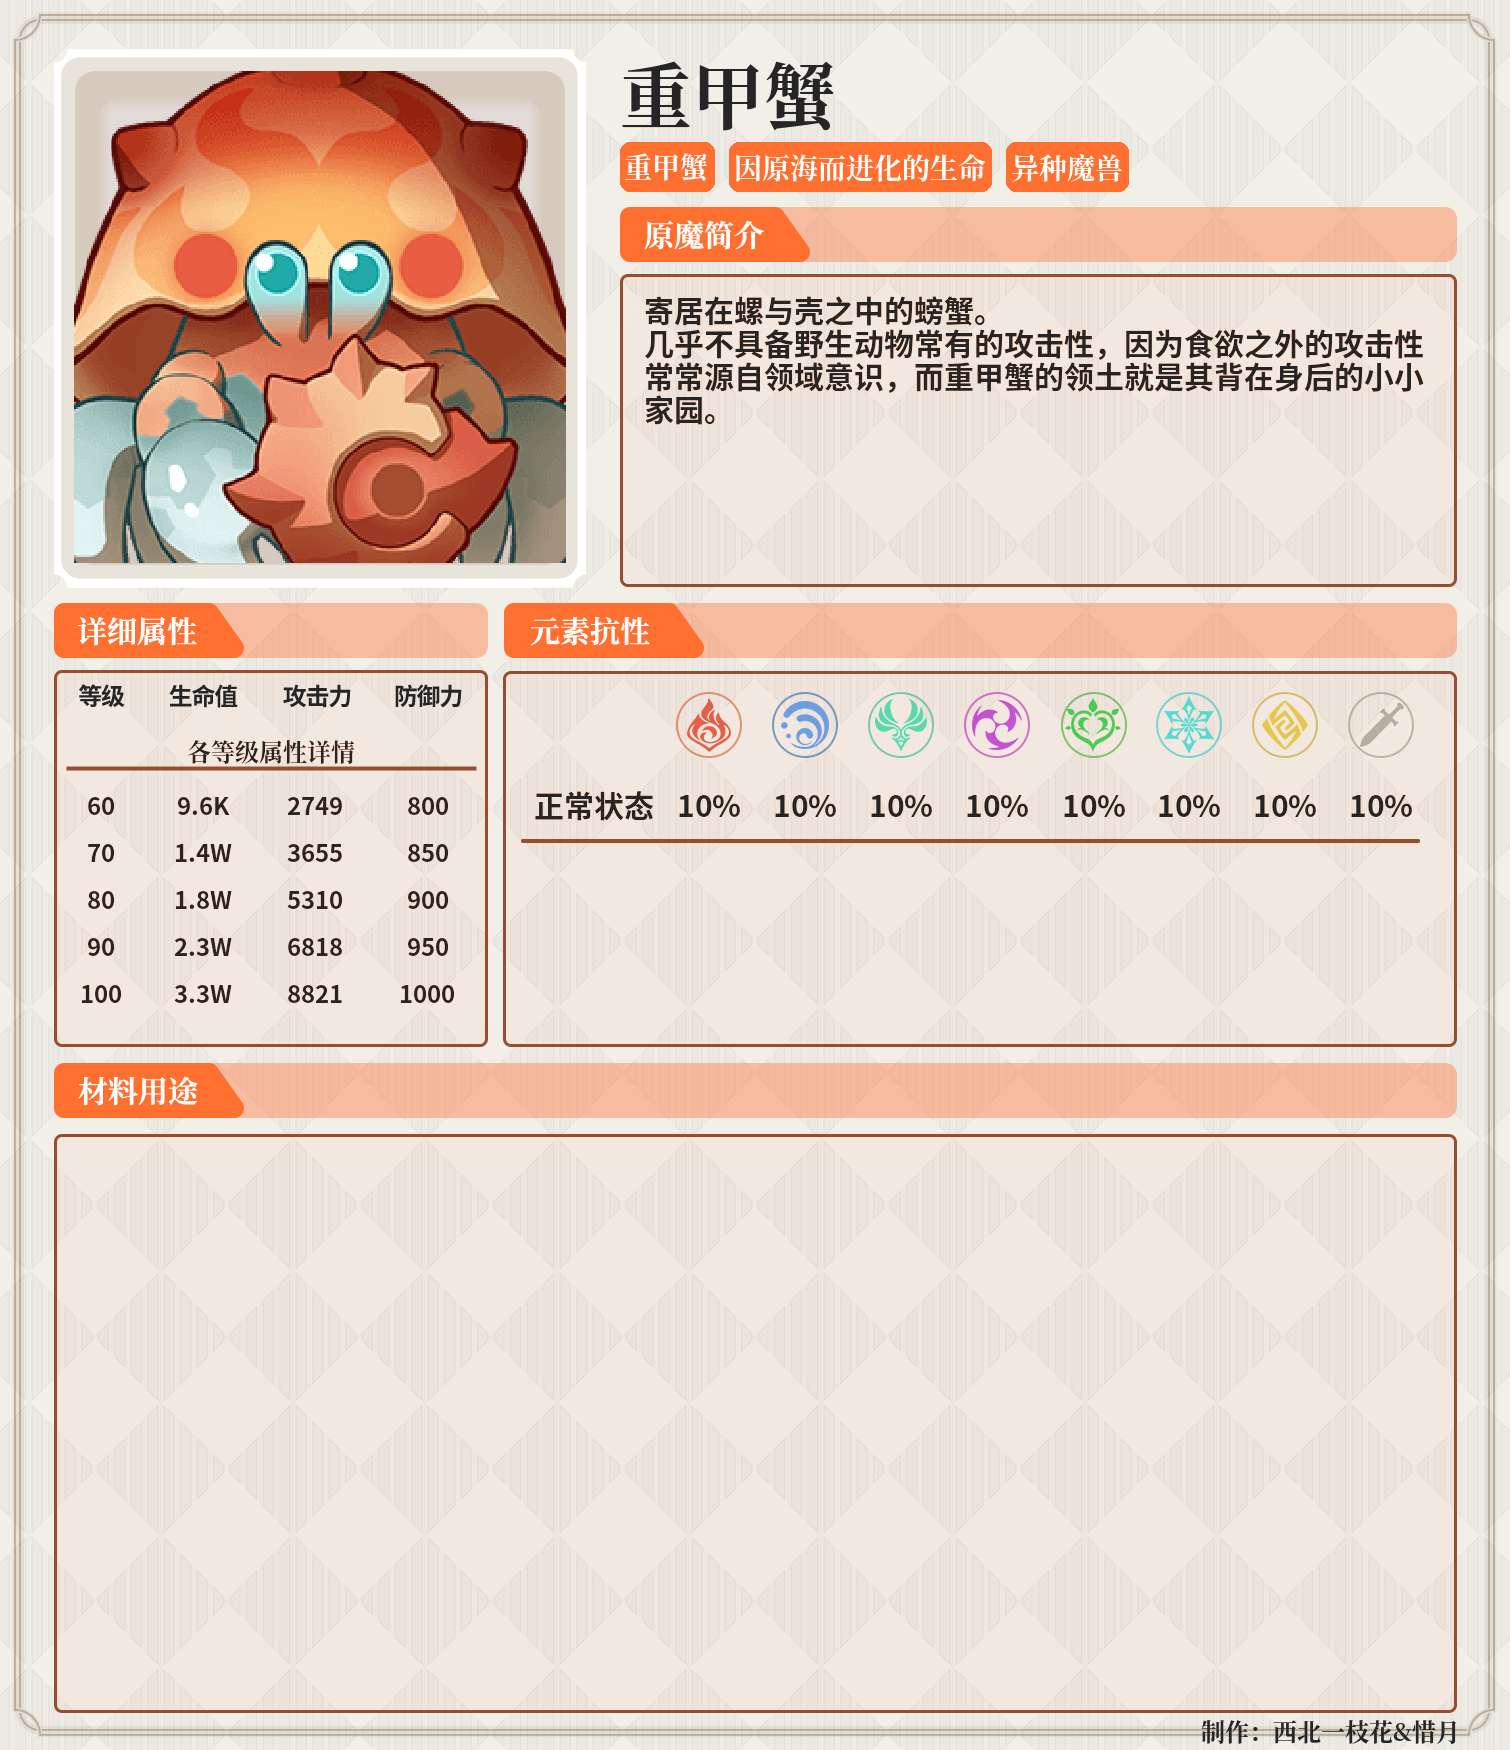 重甲蟹
重甲蟹 因原海而进化的生命 异种魔兽
原魔简介
寄居在螺与壳之中的螃蟹。
几乎不具备野生动物常有的攻击性，因为食欲之外的攻击性
常常源自领域意识，而重甲蟹的领土就是其背在身后的小小
家园。
详细属性
等级 生命值 攻击力 防御力
各等级属性详情
60 9.6K 2749 800
70 1.4W 3655 850
80 1.8W 5310 900
90 2.3W 6818 950
100 3.3W 8821 1000
元素抗性
正常状态 10% 10% 10% 10% 10% 10% 10% 10%
材料用途
制作：西北一枝花&惜月